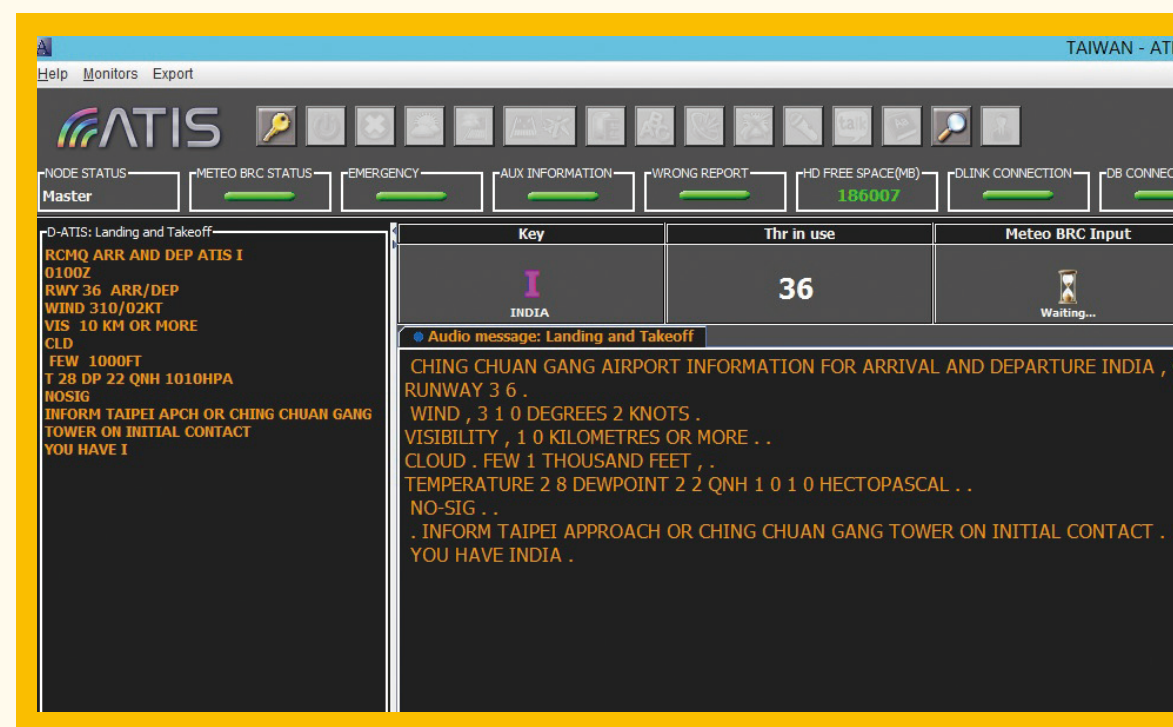 TAIWAN - ATI
Help Monitors Export
ATIS
talk
NODE STATUS
Master
METEO BRC STATUS
EMERGENCY
AUX INFORMATION
WRONG REPORT
HD FREE SPACE(MB)
186007
DLINK CONNECTION
DB CONNEC
D-ATIS: Landing and Takeoff
RCMQ ARR AND DEP ATIS I
0100Z
RWY 36 ARR/DEP
WIND 310/02KT
VIS 10 KM OR MORE
CLD
FEW 1000FT
T 28 DP 22 QNH 1010HPA
NOSIG
INFORM TAIPEI APCH OR CHING CHUAN GANG
TOWER ON INITIAL CONTACT
YOU HAVE I
Key
I
INDIA
Thr in use
36
Meteo BRC Input
Waiting...
Audio message: Landing and Takeoff
CHING CHUAN GANG AIRPORT INFORMATION FOR ARRIVAL AND DEPARTURE INDIA ,
RUNWAY 3 6 .
WIND , 3 1 0 DEGREES 2 KNOTS .
VISIBILITY , 1 0 KILOMETRES OR MORE . .
CLOUD . FEW 1 THOUSAND FEET , .
TEMPERATURE 2 8 DEWPOINT 2 2 QNH 1 0 1 0 HECTOPASCAL . .
NO-SIG . .
. INFORM TAIPEI APPROACH OR CHING CHUAN GANG TOWER ON INITIAL CONTACT .
YOU HAVE INDIA .